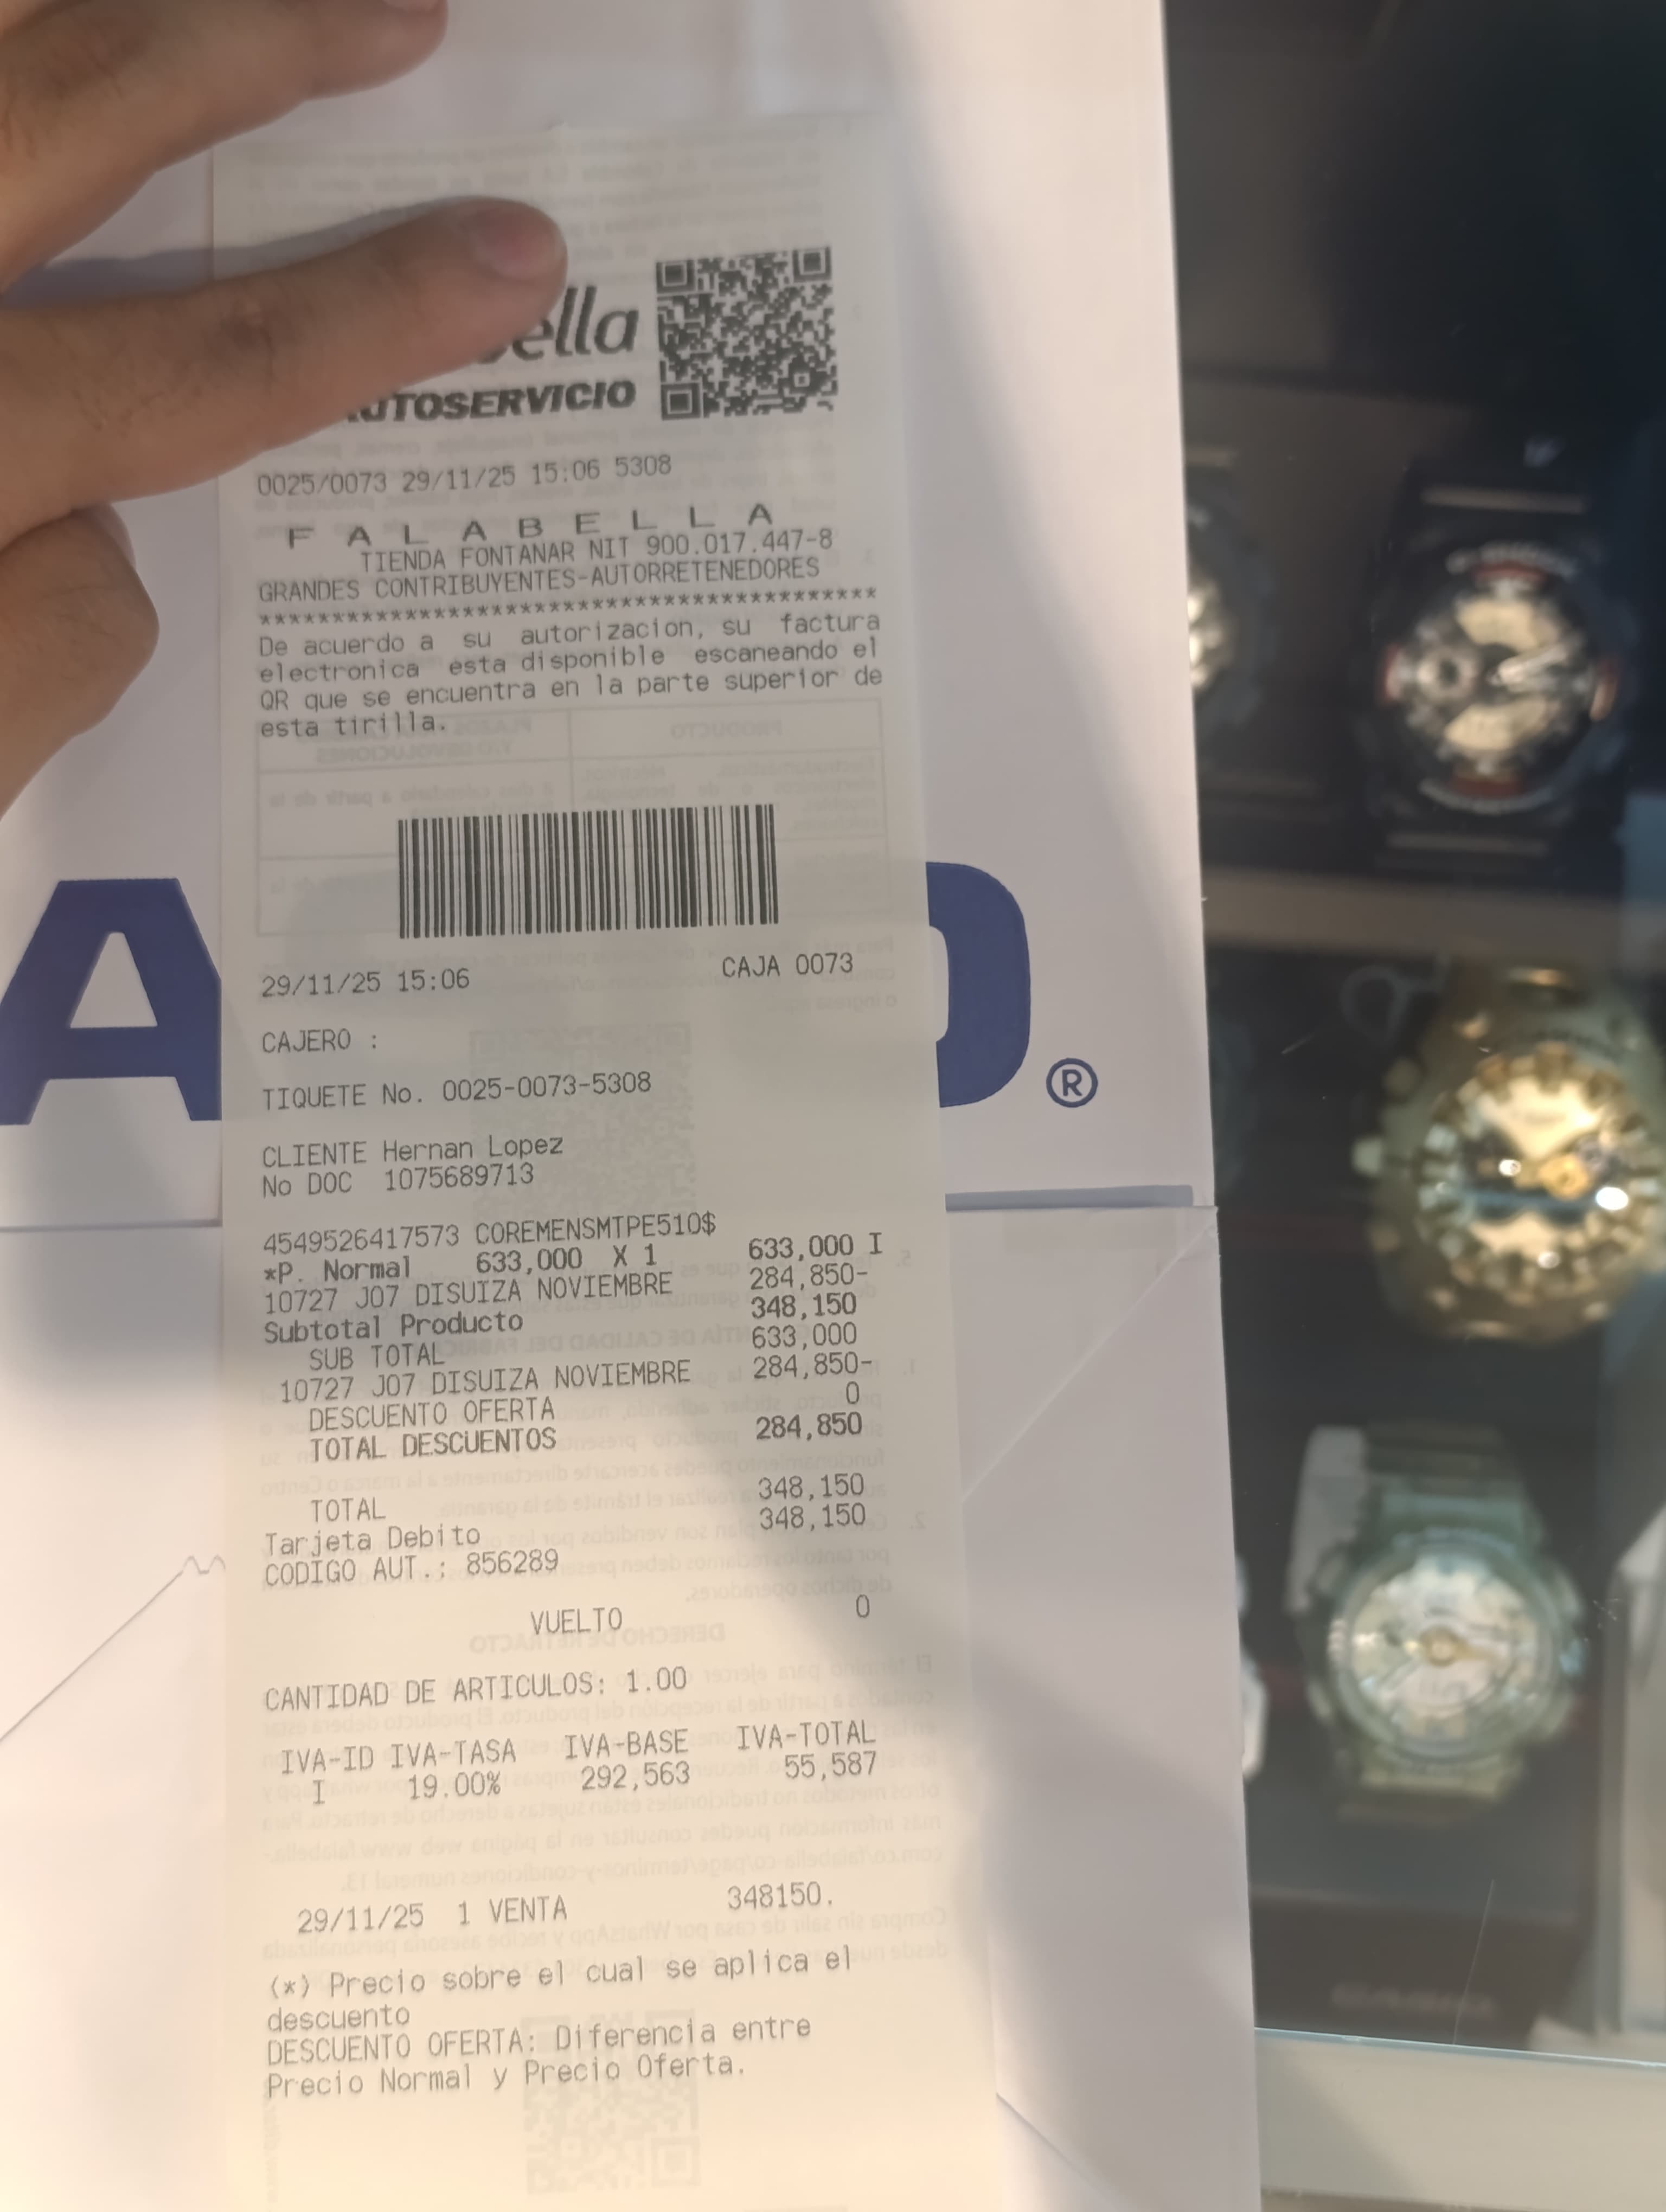 ella
AUTOSERVICIO
0025/0073 29/11/25 15:06 5308
F A L A B E L L A
TIENDA FONTANAR NIT 900.017.447-8
GRANDES CONTRIBUYENTES-AUTORRETENEDORES
******************************************
De acuerdo a su autorizacion, su factura
electronica esta disponible escaneando el
QR que se encuentra en la parte superior de
esta tirilla.
29/11/25 15:06 CAJA 0073
CAJERO :
TIQUETE No. 0025-0073-5308
CLIENTE Hernan Lopez
No DOC 1075689713
4549526417573 COREMENSMTPE510$
*P. Normal 633,000 X 1 633,000 I
10727 J07 DISUIZA NOVIEMBRE 284,850-
Subtotal Producto 348,150
SUB TOTAL 633,000
10727 J07 DISUIZA NOVIEMBRE 284,850-
DESCUENTO OFERTA 0
TOTAL DESCUENTOS 284,850
TOTAL 348,150
Tarjeta Debito 348,150
CODIGO AUT.: 856289
VUELTO 0
CANTIDAD DE ARTICULOS: 1.00
IVA-ID IVA-TASA IVA-BASE IVA-TOTAL
I 19.00% 292,563 55,587
29/11/25 1 VENTA 348150.
(*) Precio sobre el cual se aplica el
descuento
DESCUENTO OFERTA: Diferencia entre
Precio Normal y Precio Oferta.
A
®